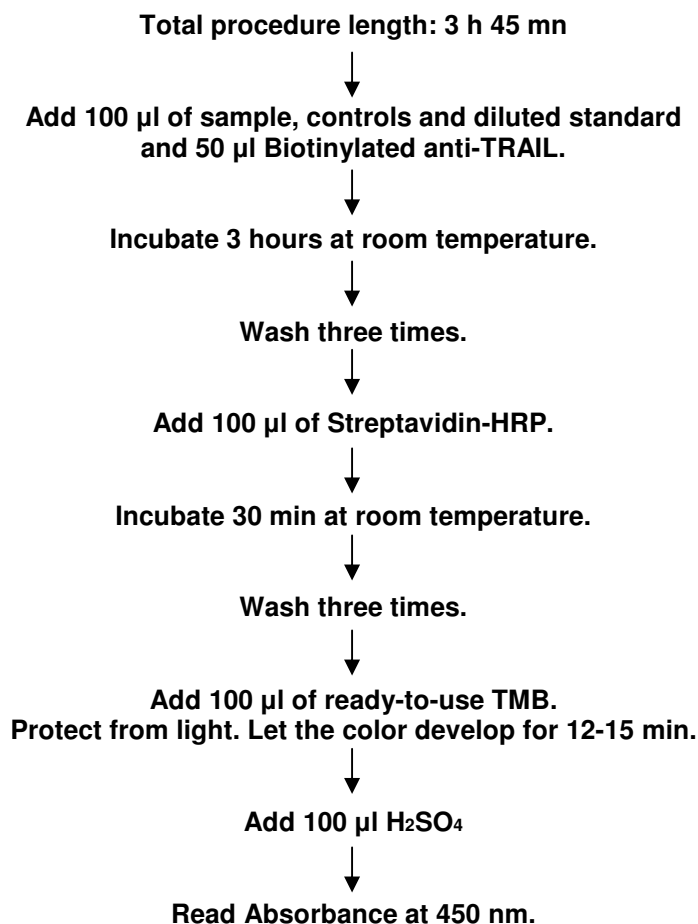 Total procedure length: 3 h 45 mn
Add 100 µl of sample, controls and diluted standard
and 50 µl Biotinylated anti-TRAIL.
Incubate 3 hours at room temperature.
Wash three times.
Add 100 µl of Streptavidin-HRP.
Incubate 30 min at room temperature.
Wash three times.
Add 100 µl of ready-to-use TMB.
Protect from light. Let the color develop for 12-15 min.
Add 100 µl H₂SO₄
Read Absorbance at 450 nm.